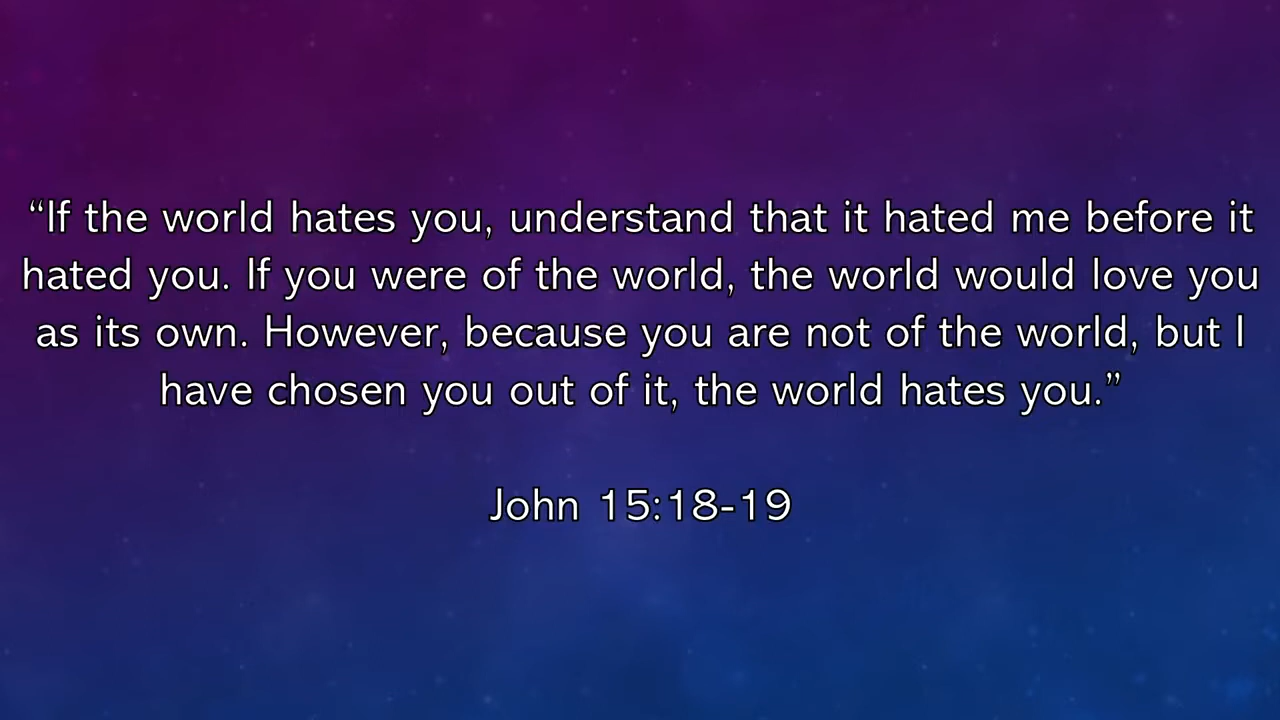 “If the world hates you, understand that it hated me before it
hated you. If you were of the world, the world would love you
as its own. However, because you are not of the world, but I
have chosen you out of it, the world hates you.”
John 15:18-19